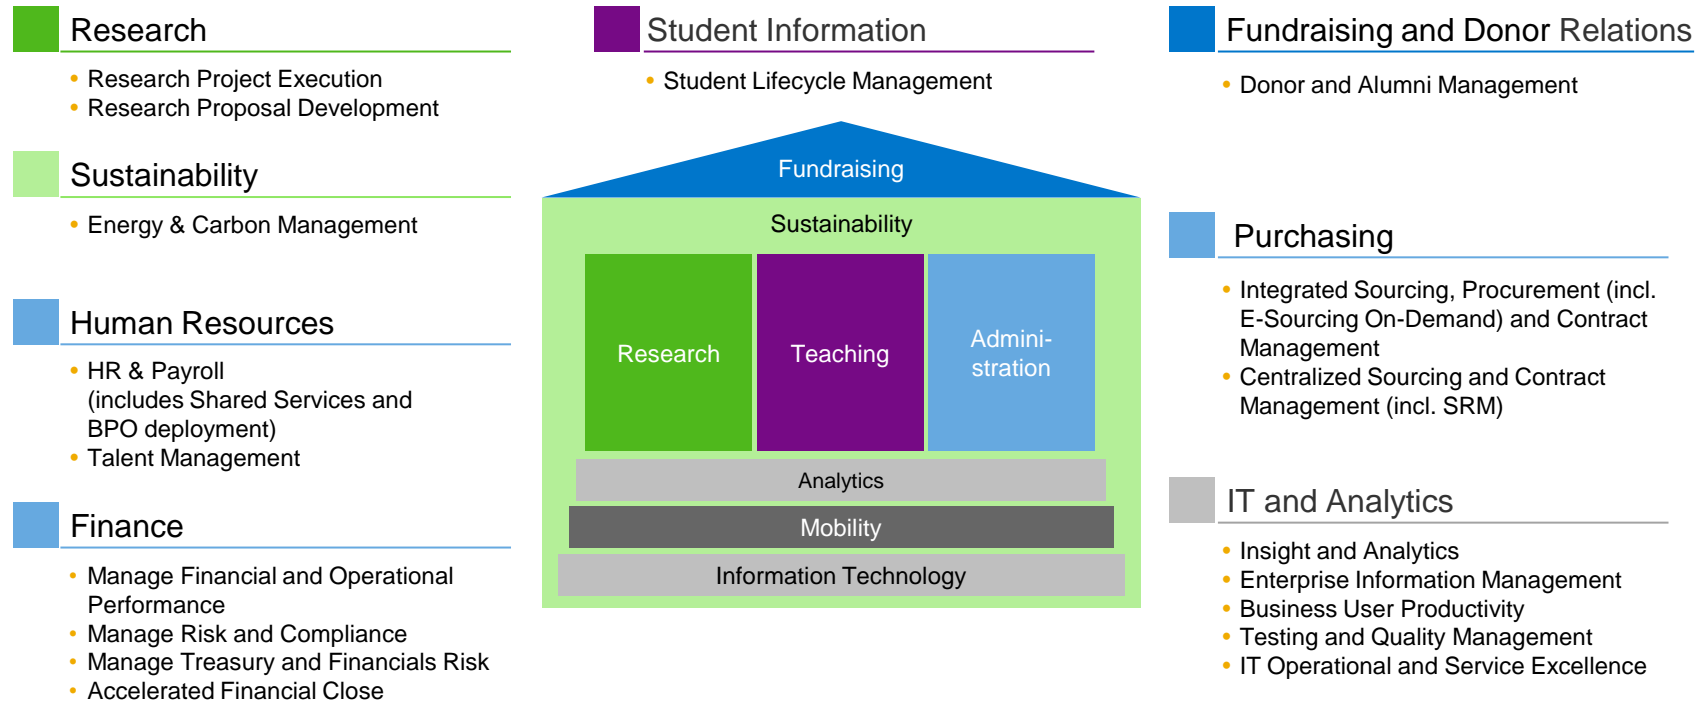 Research
• Research Project Execution
• Research Proposal Development
Sustainability
• Energy & Carbon Management
Human Resources
• HR & Payroll
(includes Shared Services and
BPO deployment)
• Talent Management
Finance
• Manage Financial and Operational
Performance
• Manage Risk and Compliance
• Manage Treasury and Financials Risk
• Accelerated Financial Close
Student Information
• Student Lifecycle Management
Fundraising
Sustainability
Research
Teaching
Admini-
stration
Analytics
Mobility
Information Technology
Fundraising and Donor Relations
• Donor and Alumni Management
Purchasing
• Integrated Sourcing, Procurement (incl.
E-Sourcing On-Demand) and Contract
Management
• Centralized Sourcing and Contract
Management (incl. SRM)
IT and Analytics
• Insight and Analytics
• Enterprise Information Management
• Business User Productivity
• Testing and Quality Management
• IT Operational and Service Excellence